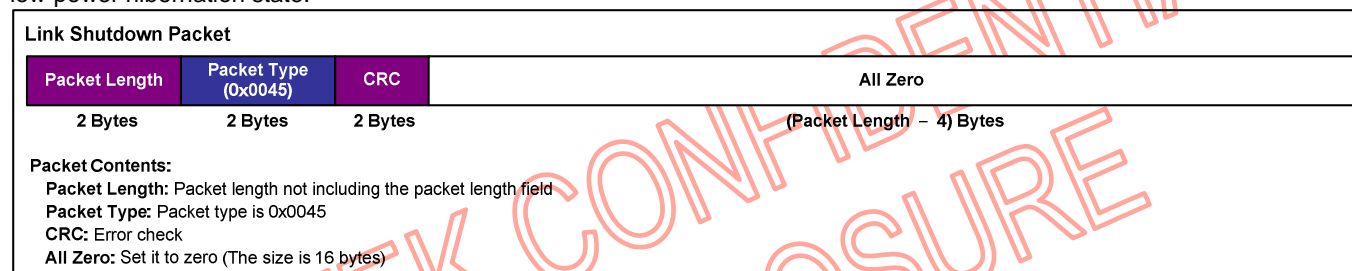 low-power hibernation state.
Link Shutdown Packet
Packet Length
Packet Type
(0x0045)
CRC
All Zero
2 Bytes
2 Bytes
2 Bytes
(Packet Length – 4) Bytes
Packet Contents:
Packet Length: Packet length not including the packet length field
Packet Type: Packet type is 0x0045
CRC: Error check
All Zero: Set it to zero (The size is 16 bytes)